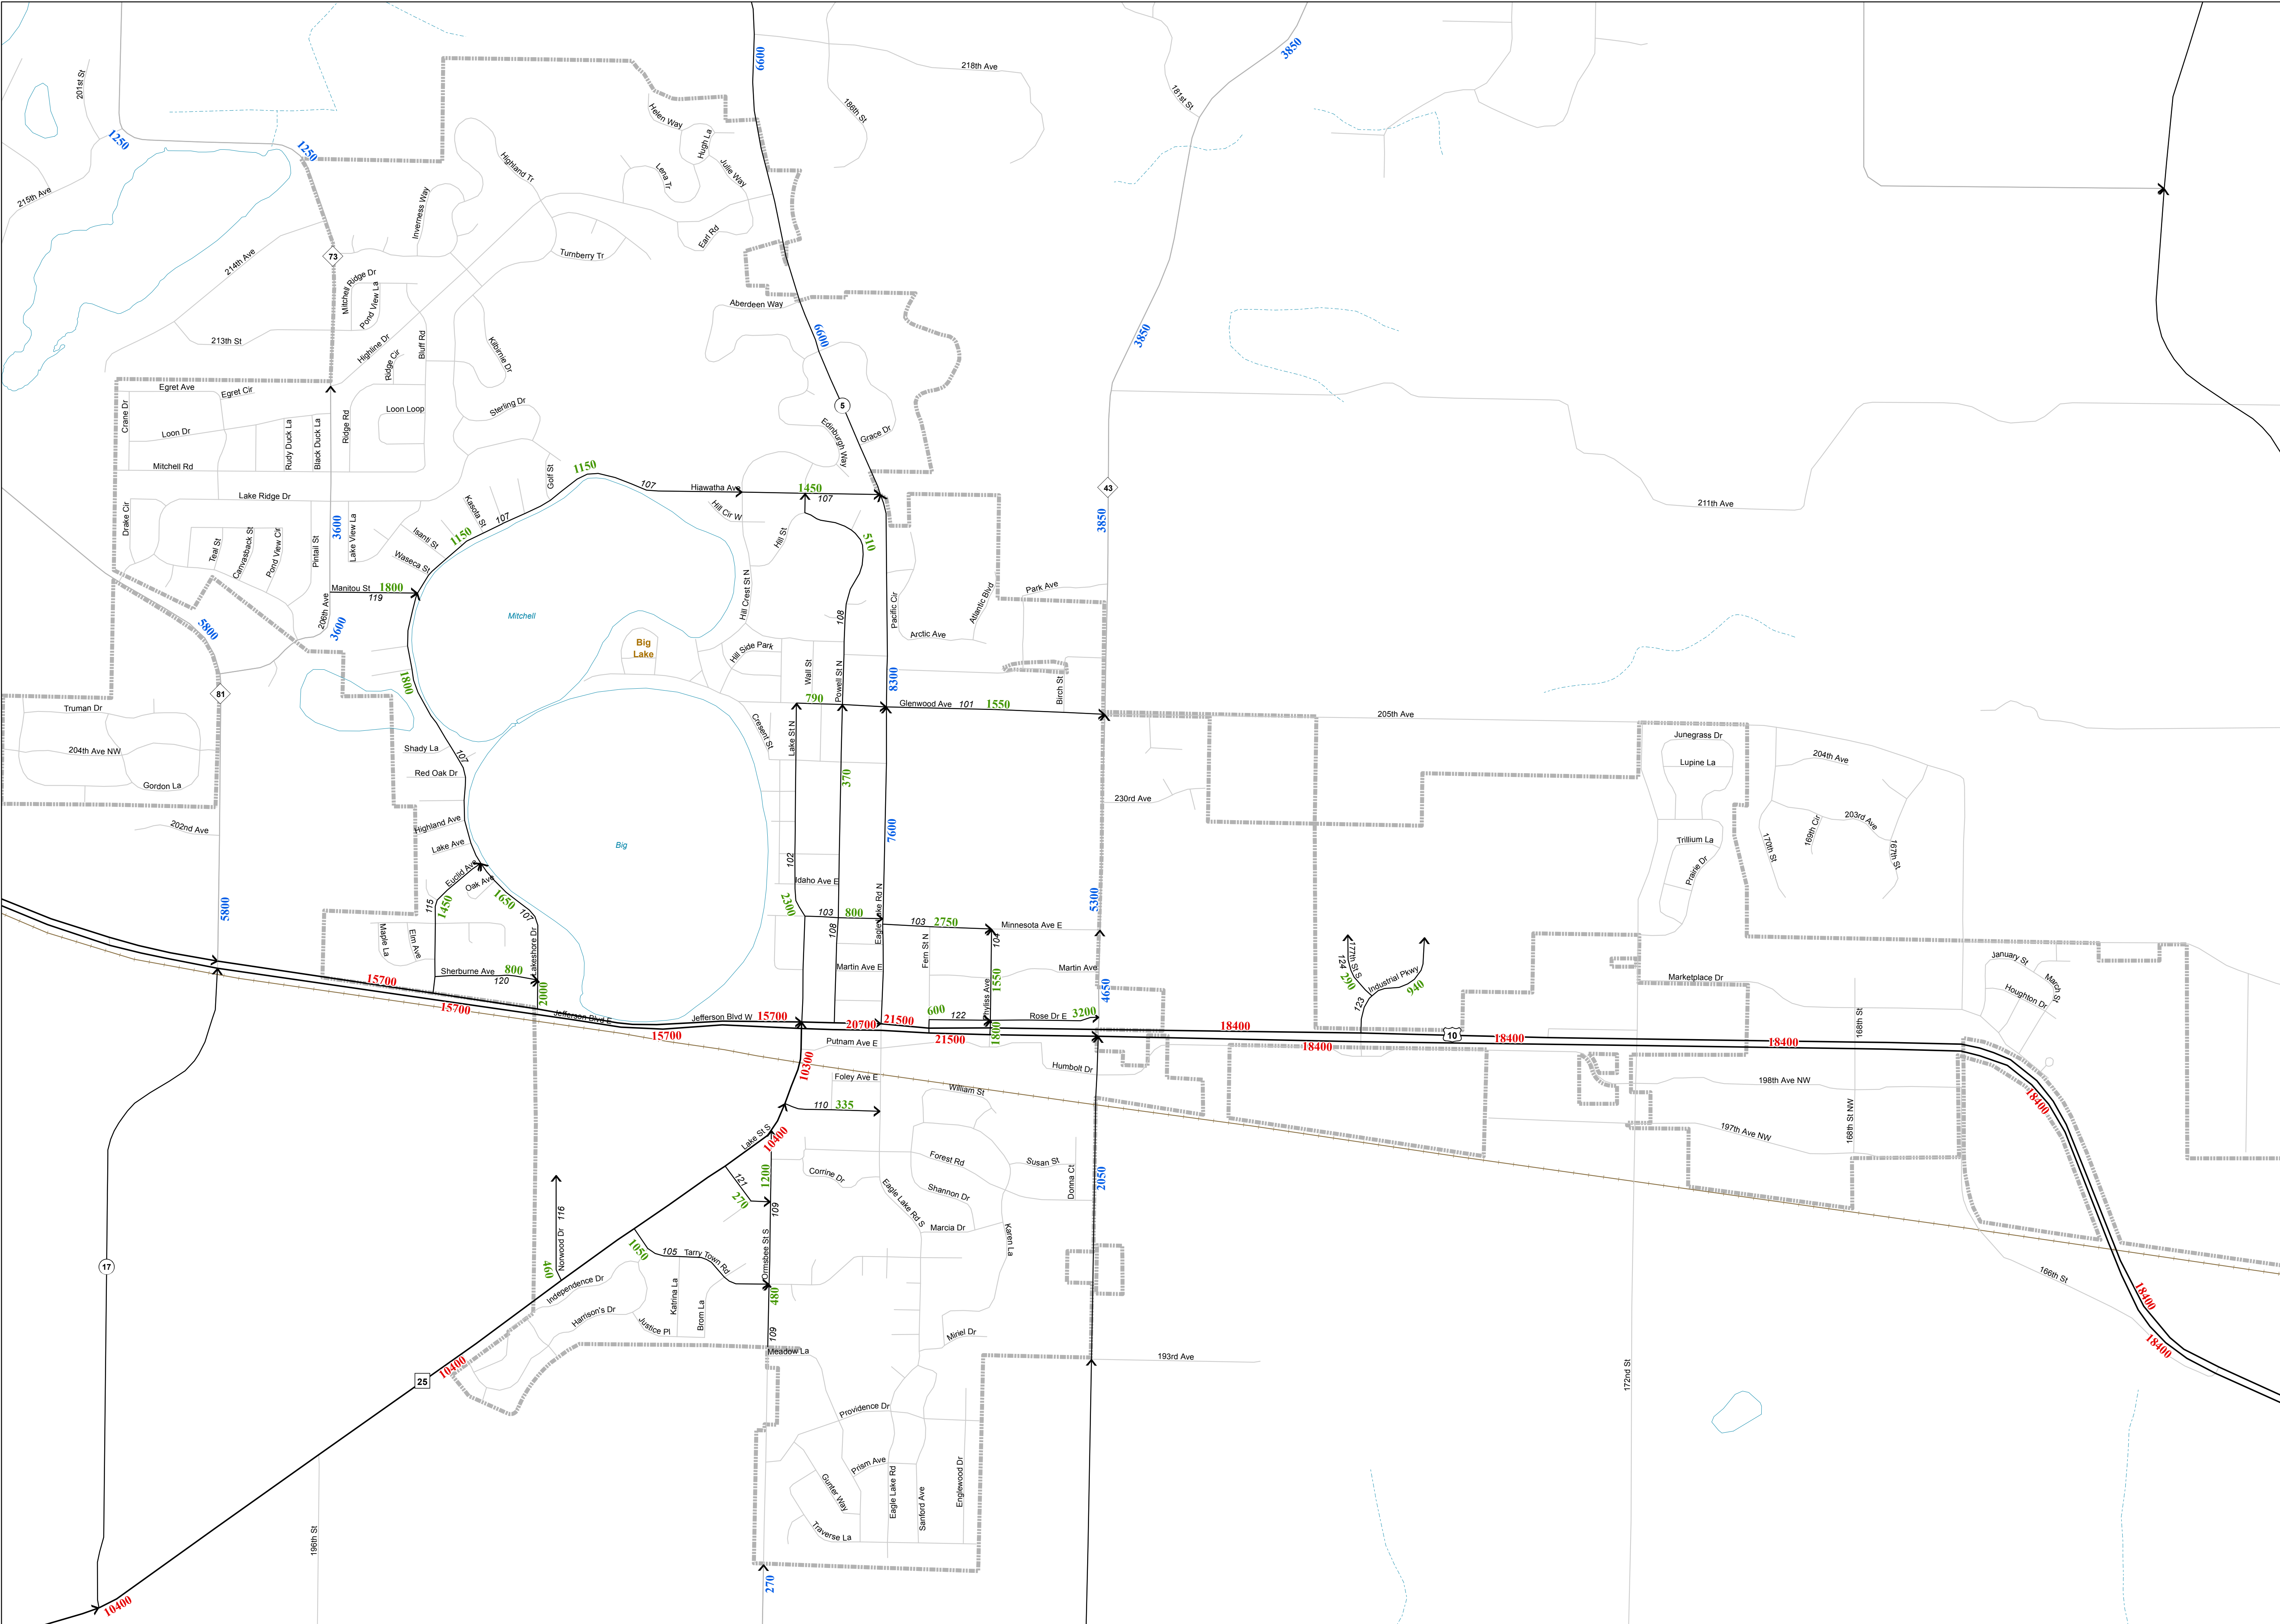 6600
3850
201st St
218th Ave
181st St
186th St
1250
1250
Helen Way
Hugh La
Julie Way
Lena Tr
Highland Tr
215th Ave
Inverness Way
Earl Rd
214th Ave
73
Turnberry Tr
Mitchell Ridge Dr
Pond View La
Aberdeen Way
6600
3850
213th St
Highline Dr
Ridge Cir
Bluff Rd
Kilbirnie Dr
Egret Ave
Egret Cir
Crane Dr
Loon Loop
Sterling Dr
5
Loon Dr
Rudy Duck La
Black Duck La
Ridge Rd
Edinburgh Way
Grace Dr
Mitchell Rd
1150
Golf St
107
Hiawatha Ave
1450
107
43
Lake Ridge Dr
211th Ave
Drake Cir
Kasota St
107
Hill Cir W
3850
Teal St
Canvasback St
Pond View Cir
Pintail St
3600
Lake View La
Isanti St
1150
Hill St
510
Waseca St
Manitou St
1800
119
Hill Crest St N
Pacific Cir
Atlantic Blvd
Park Ave
Mitchell
206th Ave
3600
5800
108
Arctic Ave
Big
Lake
Hill Side Park
Wall St
Powell St N
8300
1800
81
Birch St
790
Glenwood Ave
101
1550
Truman Dr
205th Ave
Cresent St
Lake St N
204th Ave NW
Shady La
107
Junegrass Dr
Lupine La
204th Ave
Red Oak Dr
370
Gordon La
230rd Ave
202nd Ave
Highland Ave
7600
203rd Ave
169th Cir
170th St
167th St
Lake Ave
Big
Trillium La
Prairie Dr
102
Euclid Ave
Oak Ave
Idaho Ave E
115
1450
1650
107
2300
Eagle Lake Rd N
5800
5300
103
800
103
2750
Minnesota Ave E
108
Maple La
Elm Ave
Lakeshore Dr
Fern St N
104
177th St S
Martin Ave E
Martin Ave
Sherburne Ave
800
120
15700
15700
2000
1550
Phyliss Ave
4650
124
290
Industrial Pkwy
940
123
Marketplace Dr
January St
March St
Houghton Dr
168th St
Jefferson Blvd E
Jefferson Blvd W
15700
20700
21500
600
122
Rose Dr E
3200
18400
10
18400
18400
15700
21500
1800
18400
Putnam Ave E
10300
Humbolt Dr
Foley Ave E
William St
198th Ave NW
18400
110
335
Lake St S
10400
168th St NW
197th Ave NW
Forest Rd
Susan St
Corrine Dr
1200
121
270
Shannon Dr
Donna Ct
2050
Eagle Lake Rd S
109
116
Norwood Dr
Marcia Dr
Karen La
1050
105
Tarry Town Rd
Ormsbee St S
17
460
Independence Dr
166th St
Katrina La
Brom La
480
18400
Harrison's Dr
Justice Pl
109
Miriel Dr
18400
Meadow La
193rd Ave
10400
25
172nd St
Providence Dr
Prism Ave
Gunter Way
Eagle Lake Rd
Sanford Ave
Englewood Dr
Traverse La
196th St
270
10400